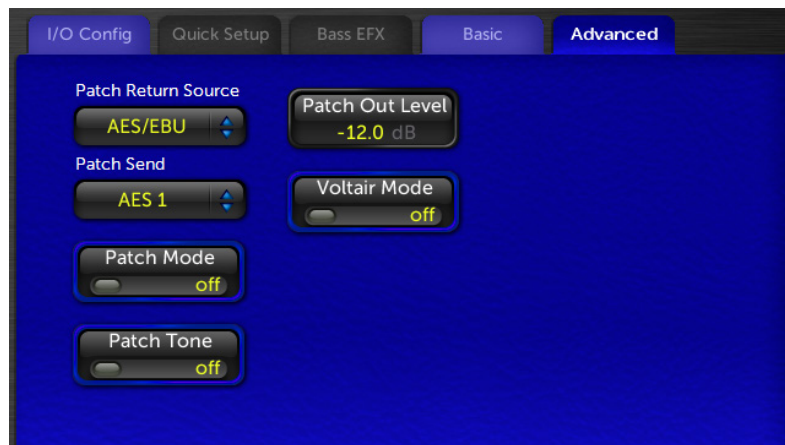 I/O Config
Quick Setup
Bass EFX
Basic
Advanced
Patch Return Source
AES/EBU
Patch Send
AES 1
Patch Mode
off
Patch Tone
off
Patch Out Level
-12.0 dB
Voltair Mode
off